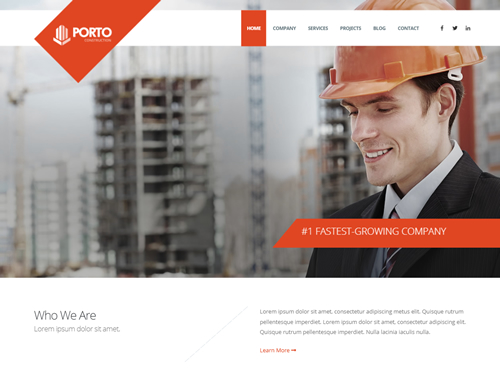 PORTO
CONSTRUCTION
HOME COMPANY SERVICES PROJECTS BLOG CONTACT
#1 FASTEST-GROWING COMPANY
Who We Are
Lorem ipsum dolor sit amet.
Lorem ipsum dolor sit amet, consectetur adipiscing metus elit. Quisque rutrum
pellentesque imperdiet. Lorem ipsum dolor sit amet, consectetur adipiscing elit.
Quisque rutrum pellentesque imperdiet. Nulla lacinia iaculis nulla.
Learn More